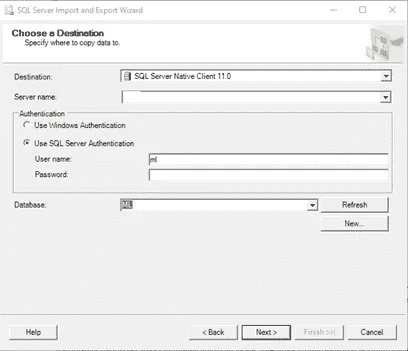 SQL Server Import and Export Wizard
Choose a Destination
Specify where to copy data to.
Destination: SQL Server Native Client 11.0
Server name:
Authentication
Use Windows Authentication
Use SQL Server Authentication
User name: ml
Password:
Database: ML Refresh
New...
Help < Back Next > Finish >>| Cancel